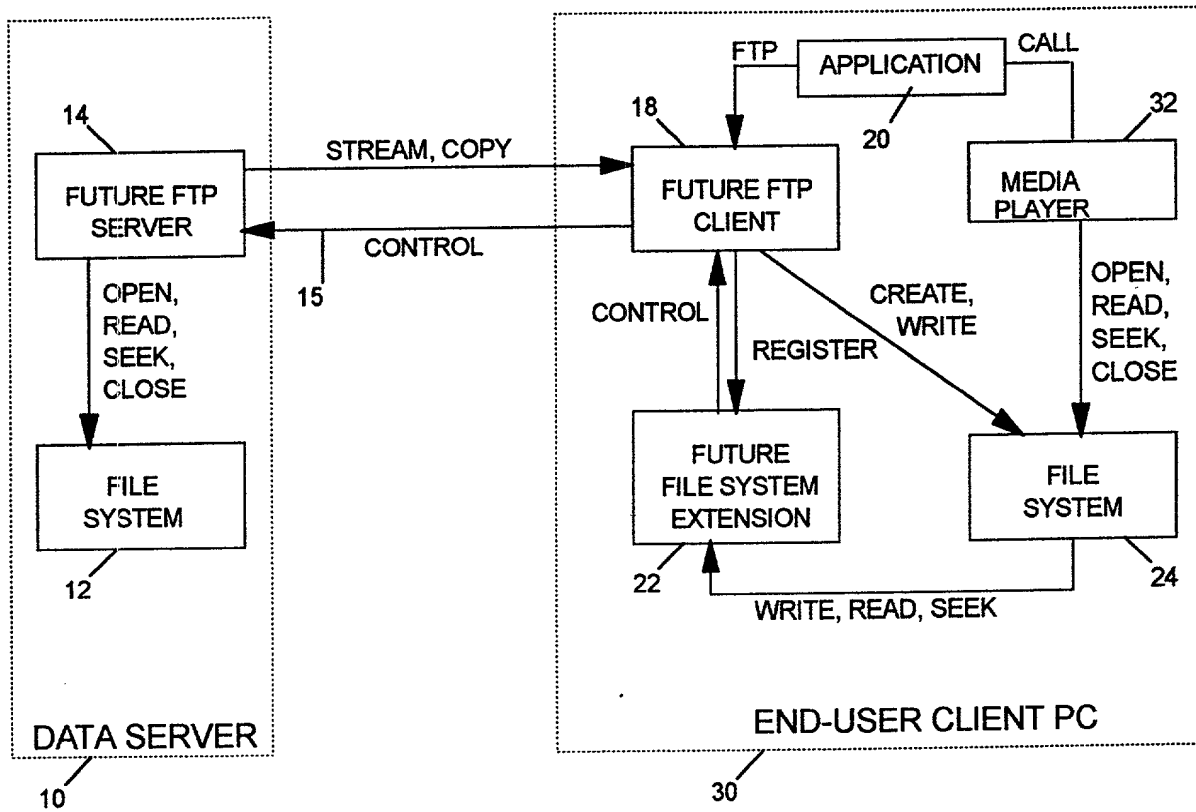 FTP
APPLICATION
CALL
20
14
18
32
FUTURE FTP
SERVER
STREAM, COPY
FUTURE FTP
CLIENT
MEDIA
PLAYER
CONTROL
15
OPEN,
READ,
SEEK,
CLOSE
CONTROL
REGISTER
CREATE,
WRITE
OPEN,
READ,
SEEK,
CLOSE
FILE
SYSTEM
FUTURE
FILE SYSTEM
EXTENSION
FILE
SYSTEM
12
22
24
WRITE, READ, SEEK
DATA SERVER
END-USER CLIENT PC
10
30